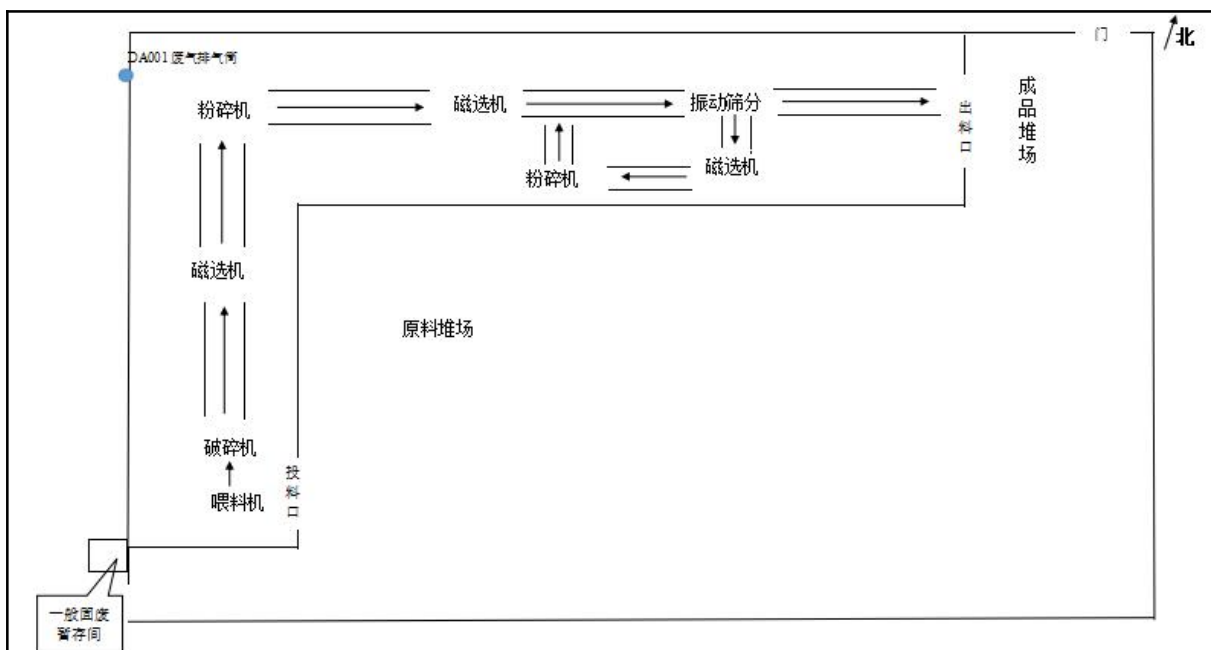 门
北
DA001废气排气筒
粉碎机
磁选机
振动筛分
成品堆场
出料口
粉碎机
磁选机
磁选机
原料堆场
破碎机
投料口
喂料机
一般固废
暂存间